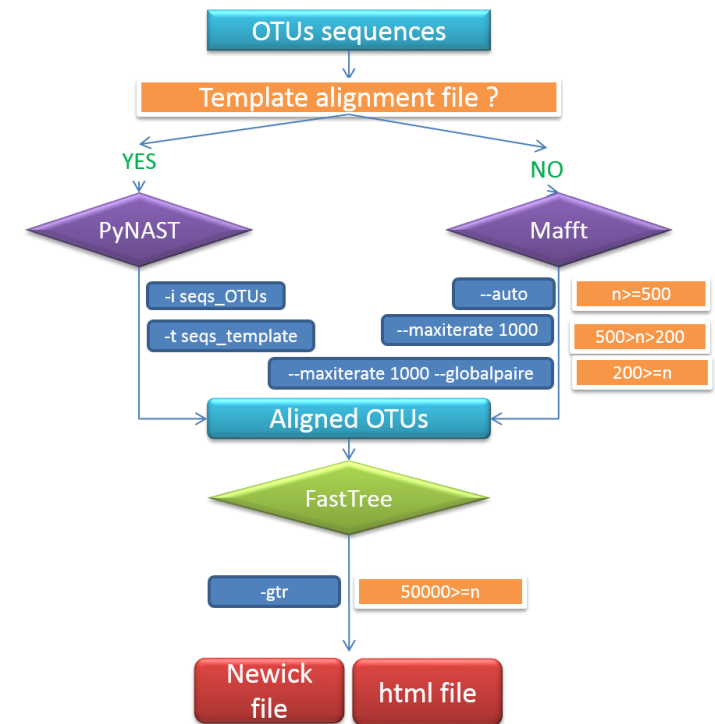 OTUs sequences
Template alignment file ?
YES
NO
PyNAST
Mafft
-i seqs_OTUs
--auto
n>=500
-t seqs_template
--maxiterate 1000
500>n>200
--maxiterate 1000 --globalpaire
200>=n
Aligned OTUs
FastTree
-gtr
50000>=n
Newick
file
html file